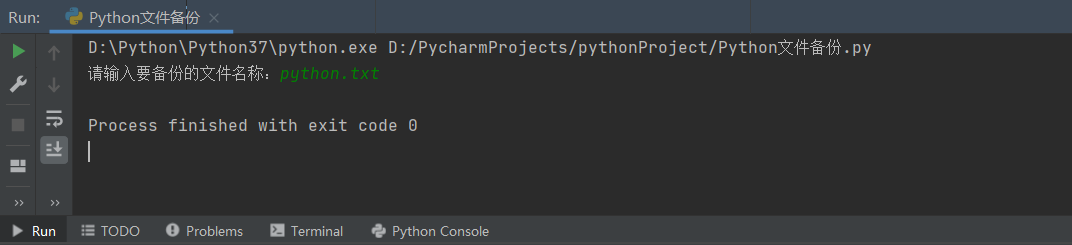 Run: Python文件备份
D:\Python\Python37\python.exe D:/PycharmProjects/pythonProject/Python文件备份.py
请输入要备份的文件名称：python.txt
Process finished with exit code 0
Run TODO Problems Terminal Python Console